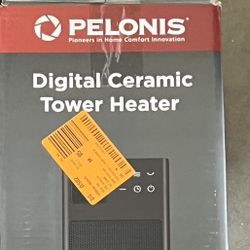 PELONIS
Pioneers in Home Comfort Innovation
Digital Ceramic
Tower Heater